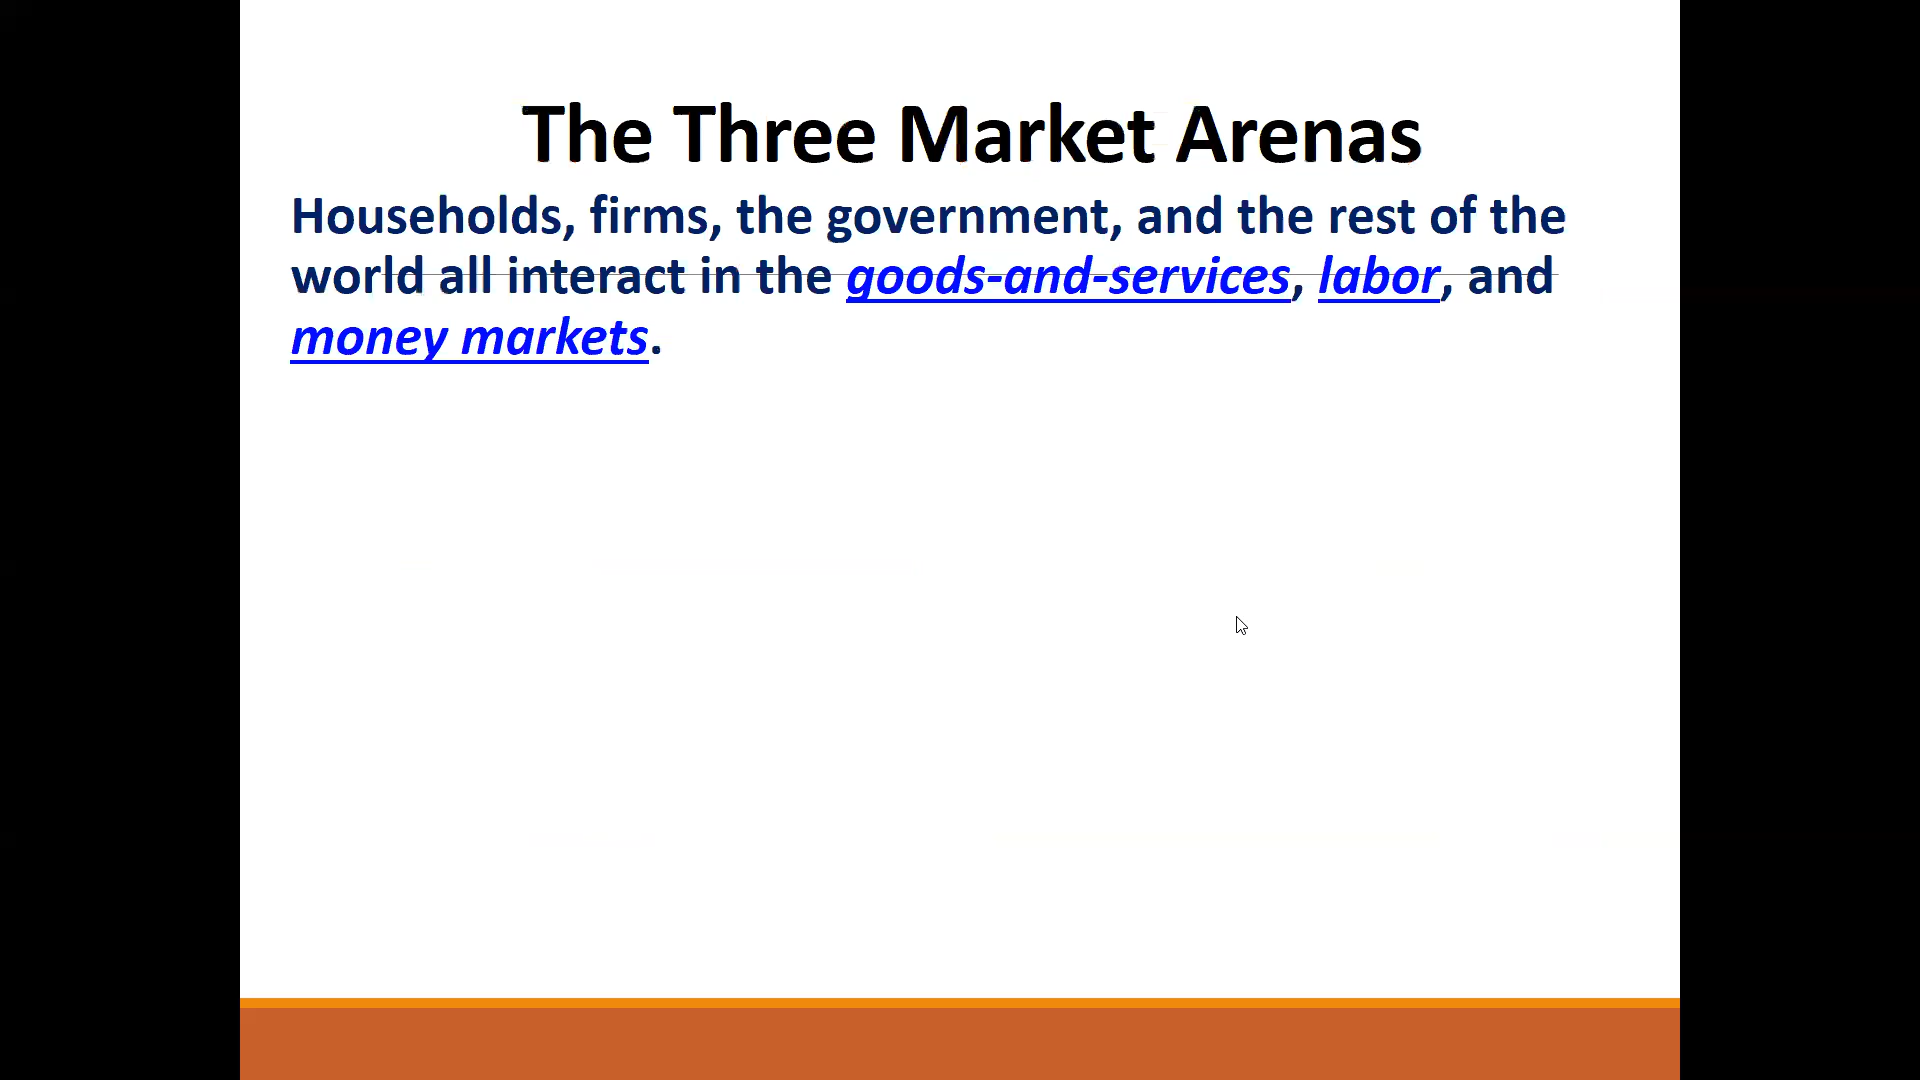 The Three Market Arenas
Households, firms, the government, and the rest of the
world all interact in the goods-and-services, labor, and
money markets.